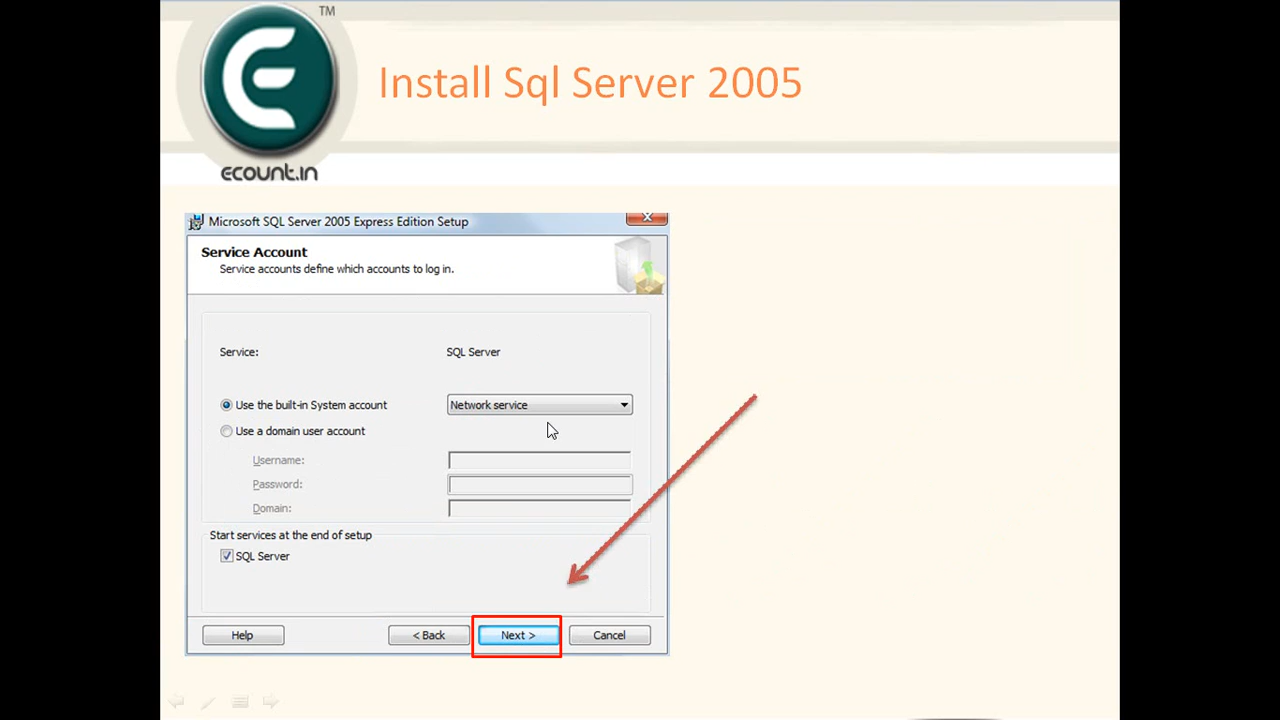 TM
Install Sql Server 2005
ecount.in
Microsoft SQL Server 2005 Express Edition Setup
Service Account
Service accounts define which accounts to log in.
Service: SQL Server
Use the built-in System account Network service
Use a domain user account
Username:
Password:
Domain:
Start services at the end of setup
SQL Server
Help < Back Next > Cancel